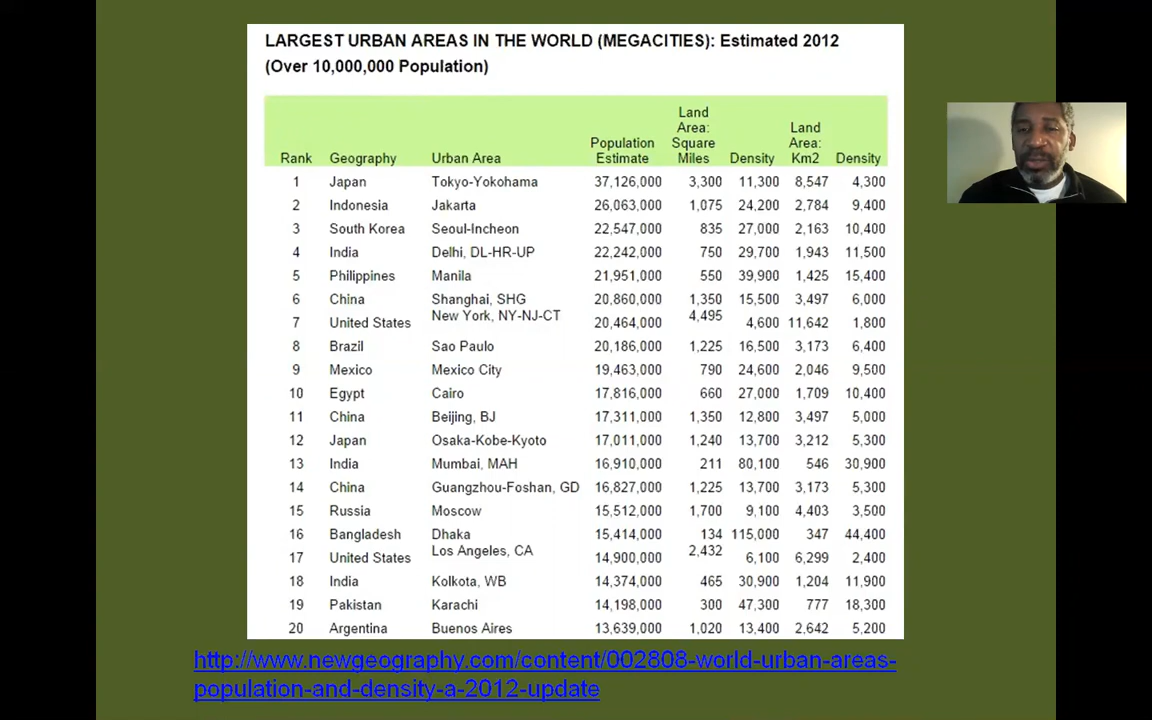 LARGEST URBAN AREAS IN THE WORLD (MEGACITIES): Estimated 2012
(Over 10,000,000 Population)
Rank Geography Urban Area Population Estimate Land Area: Square Miles Density Land Area: Km2 Density
1 Japan Tokyo-Yokohama 37,126,000 3,300 11,300 8,547 4,300
2 Indonesia Jakarta 26,063,000 1,075 24,200 2,784 9,400
3 South Korea Seoul-Incheon 22,547,000 835 27,000 2,163 10,400
4 India Delhi, DL-HR-UP 22,242,000 750 29,700 1,943 11,500
5 Philippines Manila 21,951,000 550 39,900 1,425 15,400
6 China Shanghai, SHG 20,860,000 1,350 15,500 3,497 6,000
7 United States New York, NY-NJ-CT 20,464,000 4,495 4,600 11,642 1,800
8 Brazil Sao Paulo 20,186,000 1,225 16,500 3,173 6,400
9 Mexico Mexico City 19,463,000 790 24,600 2,046 9,500
10 Egypt Cairo 17,816,000 660 27,000 1,709 10,400
11 China Beijing, BJ 17,311,000 1,350 12,800 3,497 5,000
12 Japan Osaka-Kobe-Kyoto 17,011,000 1,240 13,700 3,212 5,300
13 India Mumbai, MAH 16,910,000 211 80,100 546 30,900
14 China Guangzhou-Foshan, GD 16,827,000 1,225 13,700 3,173 5,300
15 Russia Moscow 15,512,000 1,700 9,100 4,403 3,500
16 Bangladesh Dhaka 15,414,000 134 115,000 347 44,400
17 United States Los Angeles, CA 14,900,000 2,432 6,100 6,299 2,400
18 India Kolkota, WB 14,374,000 465 30,900 1,204 11,900
19 Pakistan Karachi 14,198,000 300 47,300 777 18,300
20 Argentina Buenos Aires 13,639,000 1,020 13,400 2,642 5,200
http://www.newgeography.com/content/002808-world-urban-areas-
population-and-density-a-2012-update